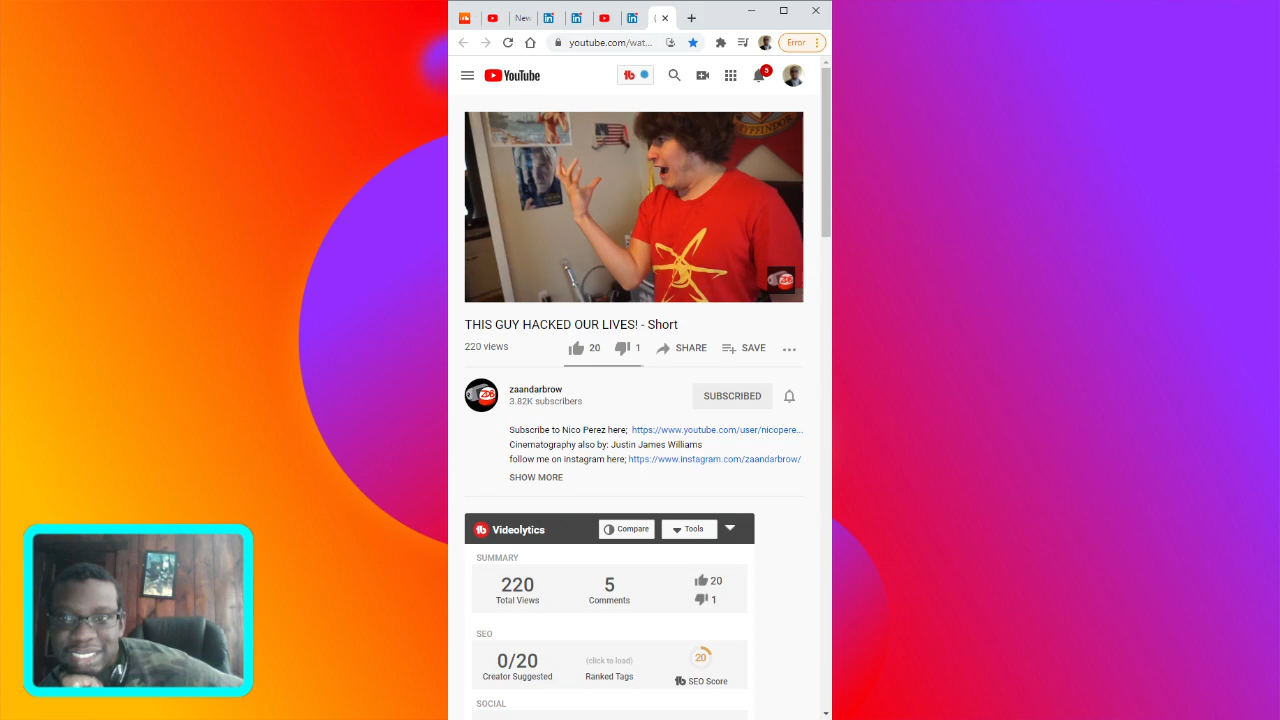 New
(
youtube.com/wat...
Error
YouTube
5
THIS GUY HACKED OUR LIVES! - Short
220 views
20
1
SHARE
SAVE
zaandarbrow
3.82K subscribers
SUBSCRIBED
Subscribe to Nico Perez here; https://www.youtube.com/user/nicopere...
Cinematography also by: Justin James Williams
follow me on Instagram here; https://www.instagram.com/zaandarbrow/
SHOW MORE
Videolytics
Compare
Tools
SUMMARY
220
Total Views
5
Comments
20
1
SEO
0/20
Creator Suggested
(click to load)
Ranked Tags
20
SEO Score
SOCIAL